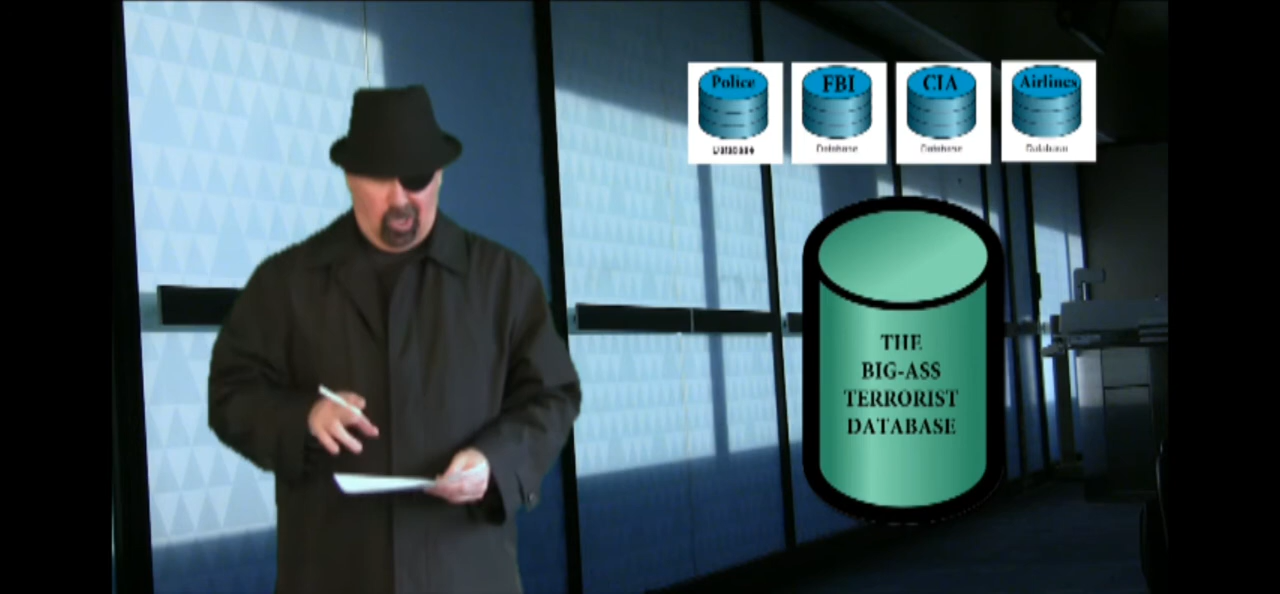 Police
FBI
CIA
Airlines
Database
Database
Database
Database
THE
BIG-ASS
TERRORIST
DATABASE